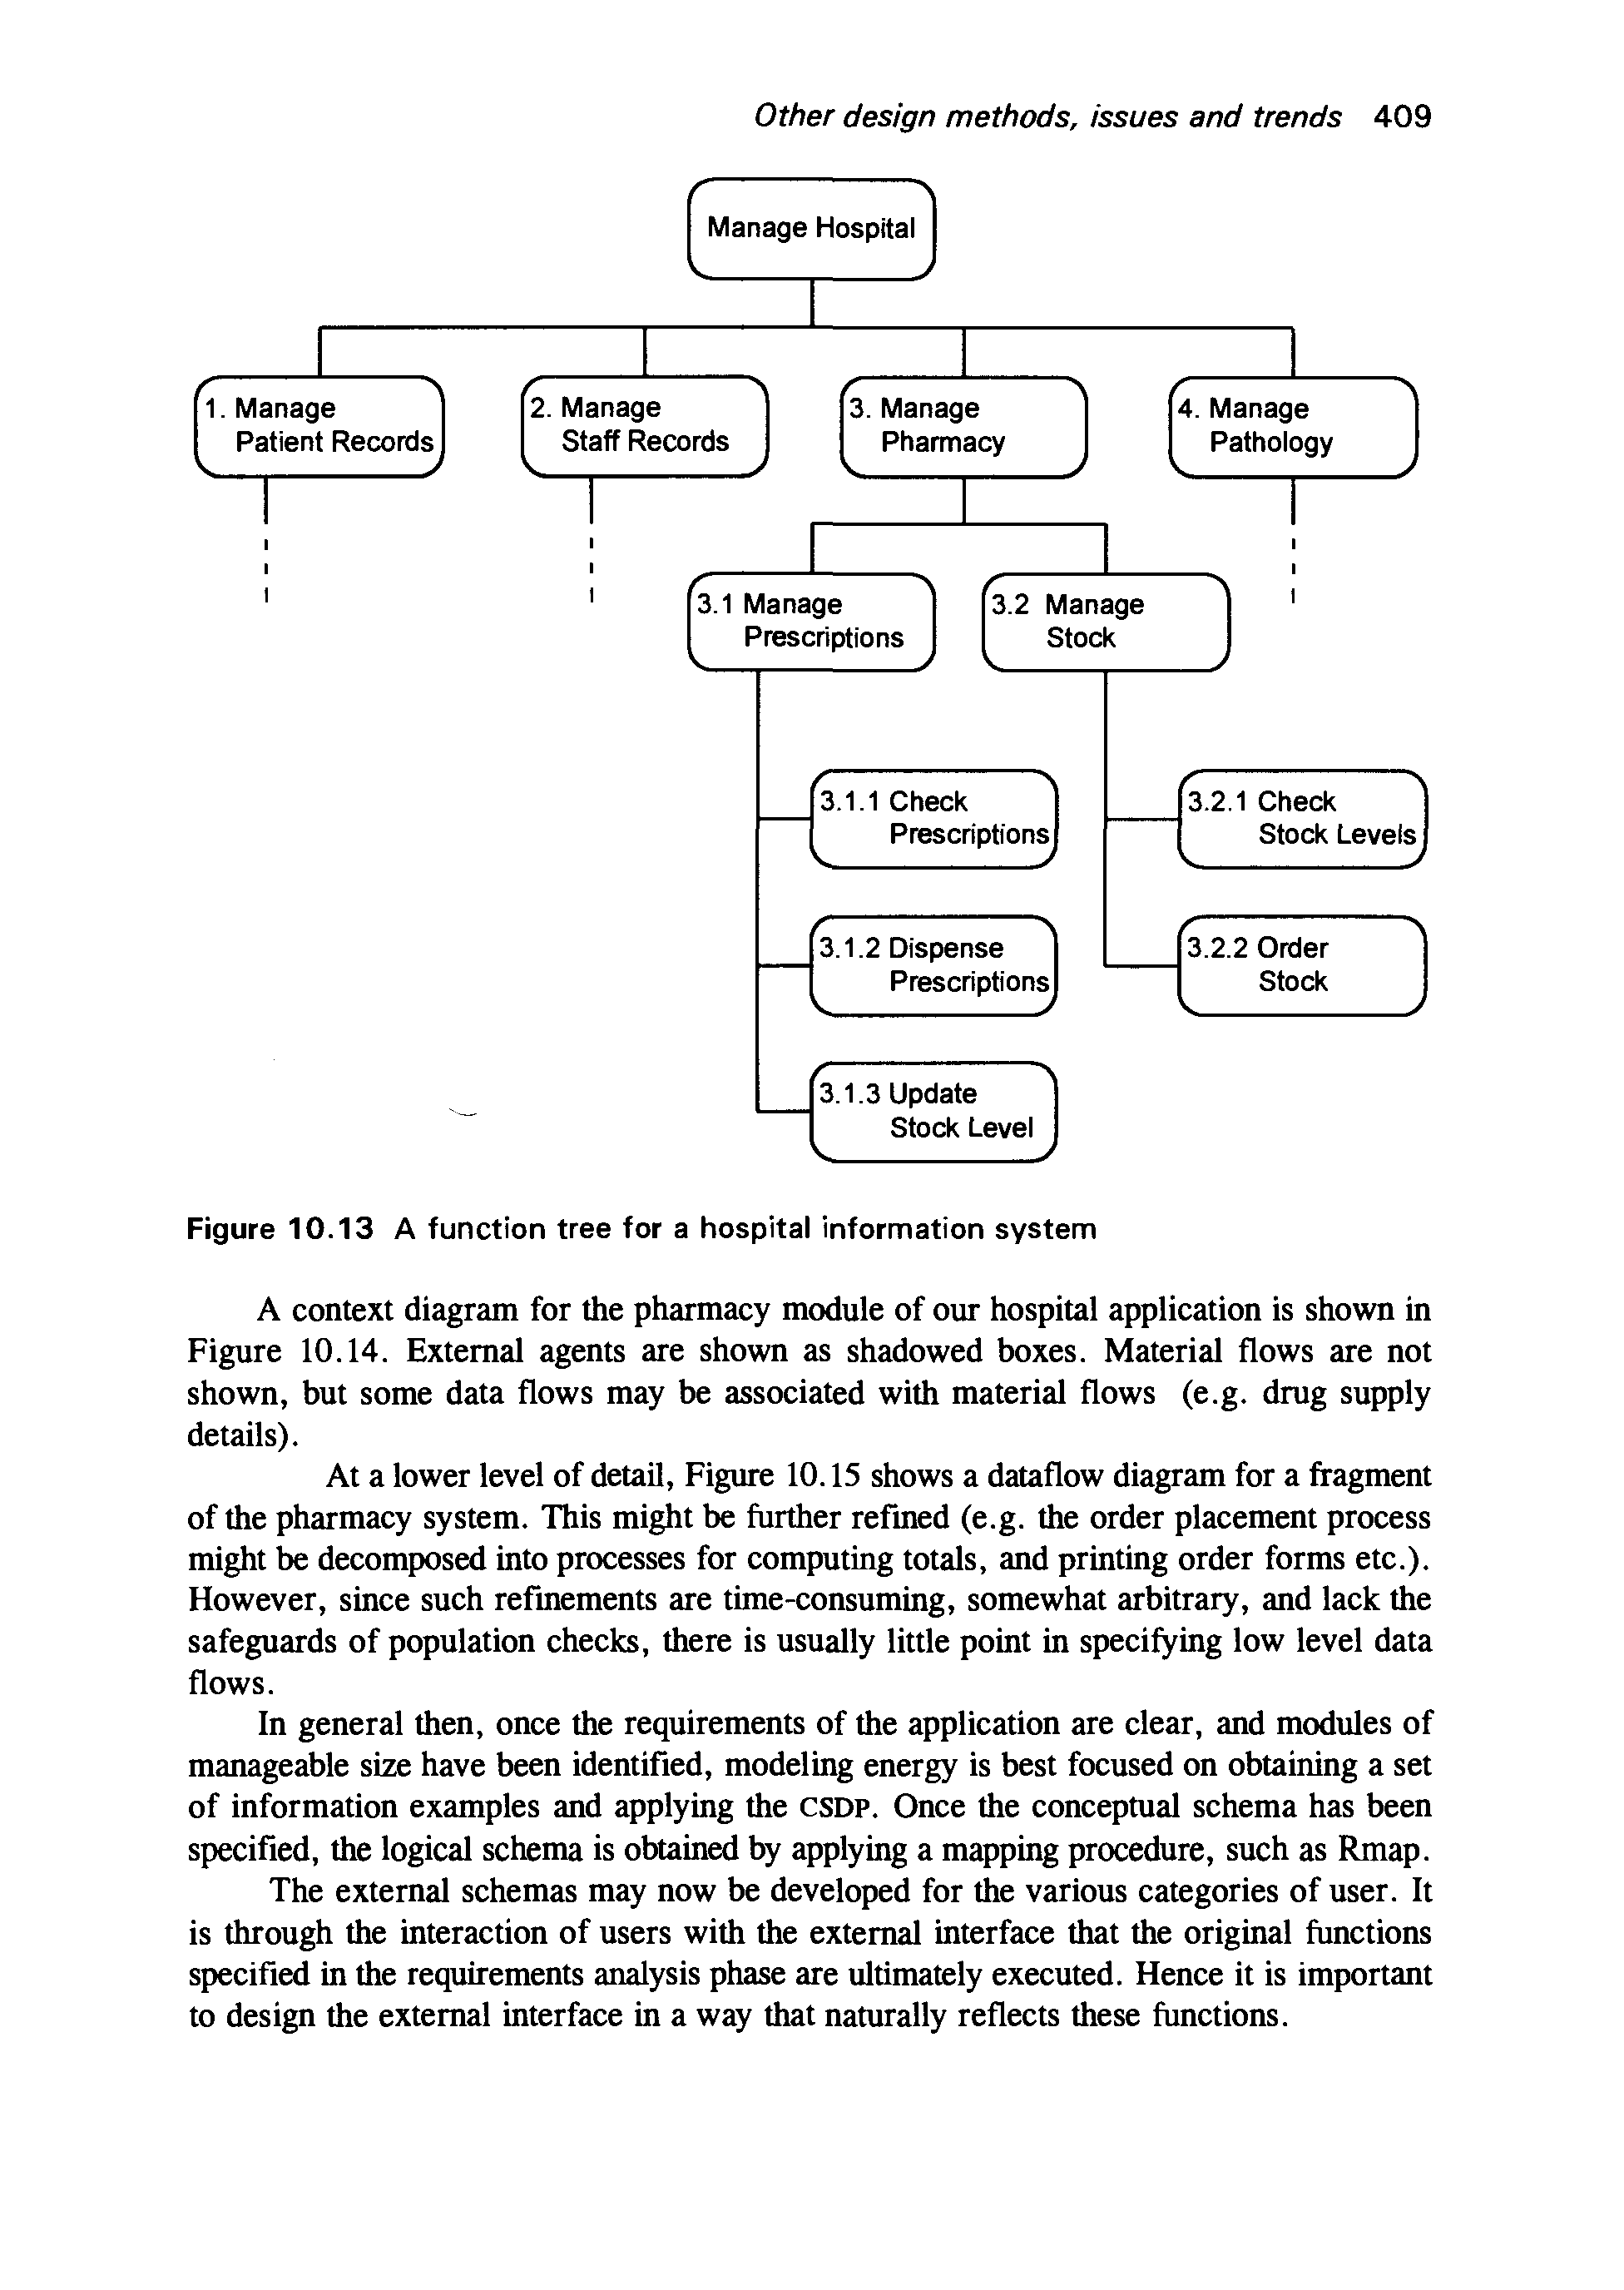 Other design methods, issues and trends 409
Manage Hospital
1. Manage
Patient Records
2. Manage
Staff Records
3. Manage
Pharmacy
4. Manage
Pathology
3.1 Manage
Prescriptions
3.2 Manage
Stock
3.1.1 Check
Prescriptions
3.2.1 Check
Stock Levels
3.1.2 Dispense
Prescriptions
3.2.2 Order
Stock
3.1.3 Update
Stock Level
Figure 10.13 A function tree for a hospital information system
A context diagram for the pharmacy module of our hospital application is shown in
Figure 10.14. External agents are shown as shadowed boxes. Material flows are not
shown, but some data flows may be associated with material flows (e.g. drug supply
details).
At a lower level of detail, Figure 10.15 shows a dataflow diagram for a fragment
of the pharmacy system. This might be further refined (e.g. the order placement process
might be decomposed into processes for computing totals, and printing order forms etc.).
However, since such refinements are time-consuming, somewhat arbitrary, and lack the
safeguards of population checks, there is usually little point in specifying low level data
flows.
In general then, once the requirements of the application are clear, and modules of
manageable size have been identified, modeling energy is best focused on obtaining a set
of information examples and applying the CSDP. Once the conceptual schema has been
specified, the logical schema is obtained by applying a mapping procedure, such as Rmap.
The external schemas may now be developed for the various categories of user. It
is through the interaction of users with the external interface that the original functions
specified in the requirements analysis phase are ultimately executed. Hence it is important
to design the external interface in a way that naturally reflects these functions.